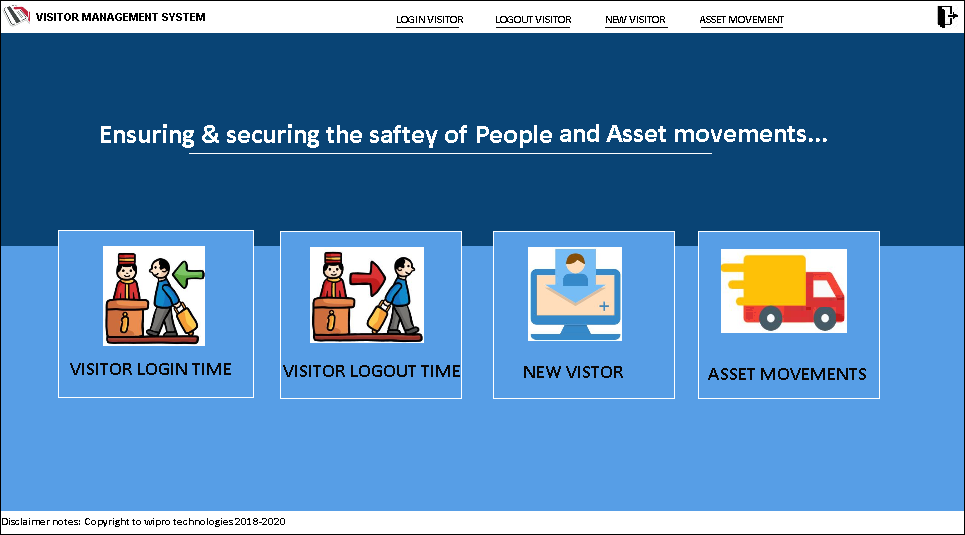 VISITOR MANAGEMENT SYSTEM
LOGIN VISITOR
LOGOUT VISITOR
NEW VISITOR
ASSET MOVEMENT
Ensuring & securing the saftey of People and Asset movements...
VISITOR LOGIN TIME
VISITOR LOGOUT TIME
NEW VISTOR
ASSET MOVEMENTS
Disclaimer notes: Copyright to wipro technologies 2018-2020